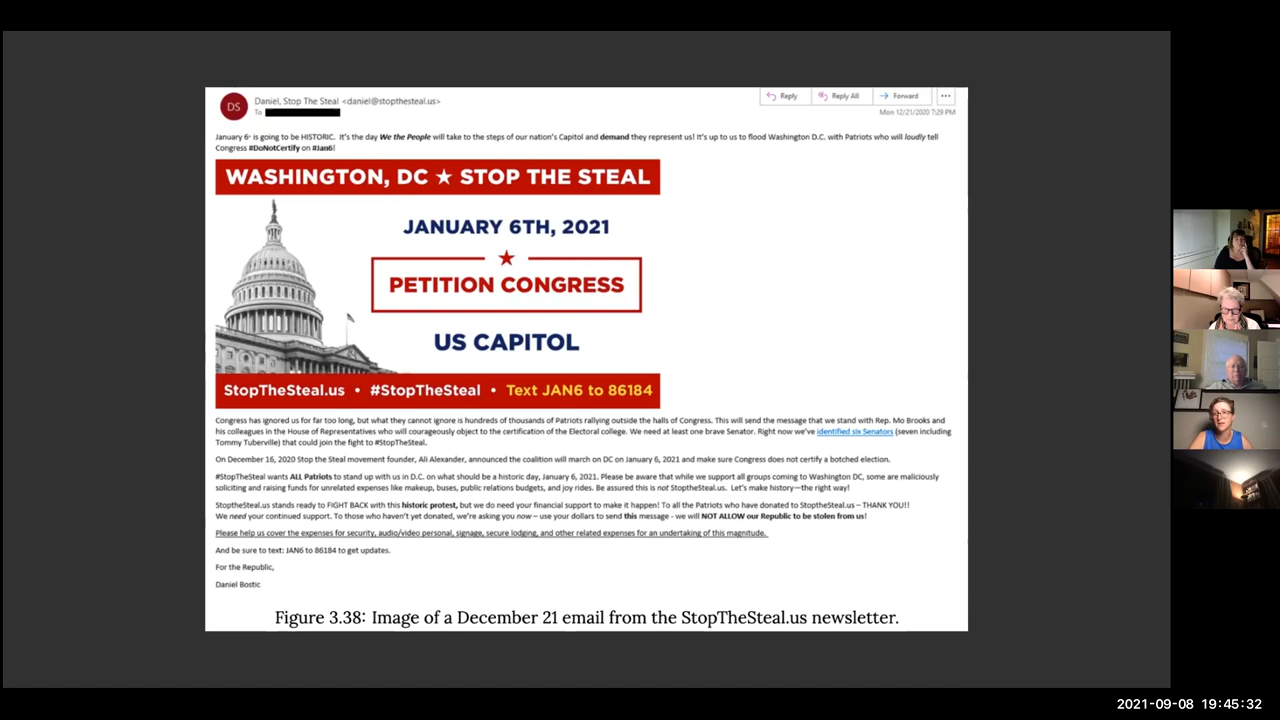 DS
Daniel, Stop The Steal <daniel@stopthesteal.us>
To
Reply
Reply All
Forward
...
Mon 12/21/2020 7:29 PM
January 6ᵗ is going to be HISTORIC. It's the day We the People will take to the steps of our nation's Capitol and demand they represent us! It's up to us to flood Washington D.C. with Patriots who will loudly tell
Congress #DoNotCertify on #Jan6!
WASHINGTON, DC ★ STOP THE STEAL
JANUARY 6TH, 2021
PETITION CONGRESS
US CAPITOL
StopTheSteal.us • #StopTheSteal • Text JAN6 to 86184
Congress has ignored us for far too long, but what they cannot ignore is hundreds of thousands of Patriots rallying outside the halls of Congress. This will send the message that we stand with Rep. Mo Brooks and
his colleagues in the House of Representatives who will courageously object to the certification of the Electoral college. We need at least one brave Senator. Right now we've identified six Senators (seven including
Tommy Tuberville) that could join the fight to #StopTheSteal.
On December 16, 2020 Stop the Steal movement founder, Ali Alexander, announced the coalition will march on DC on January 6, 2021 and make sure Congress does not certify a botched election.
#StopTheSteal wants ALL Patriots to stand up with us in D.C. on what should be a historic day, January 6, 2021. Please be aware that while we support all groups coming to Washington DC, some are maliciously
soliciting and raising funds for unrelated expenses like makeup, buses, public relations budgets, and joy rides. Be assured this is not StoptheSteal.us. Let's make history—the right way!
StoptheSteal.us stands ready to FIGHT BACK with this historic protest, but we do need your financial support to make it happen! To all the Patriots who have donated to StoptheSteal.us – THANK YOU!!
We need your continued support. To those who haven't yet donated, we're asking you now – use your dollars to send this message - we will NOT ALLOW our Republic to be stolen from us!
Please help us cover the expenses for security, audio/video personal, signage, secure lodging, and other related expenses for an undertaking of this magnitude.
And be sure to text: JAN6 to 86184 to get updates.
For the Republic,
Daniel Bostic
Figure 3.38: Image of a December 21 email from the StopTheSteal.us newsletter.
2021-09-08 19:45:32